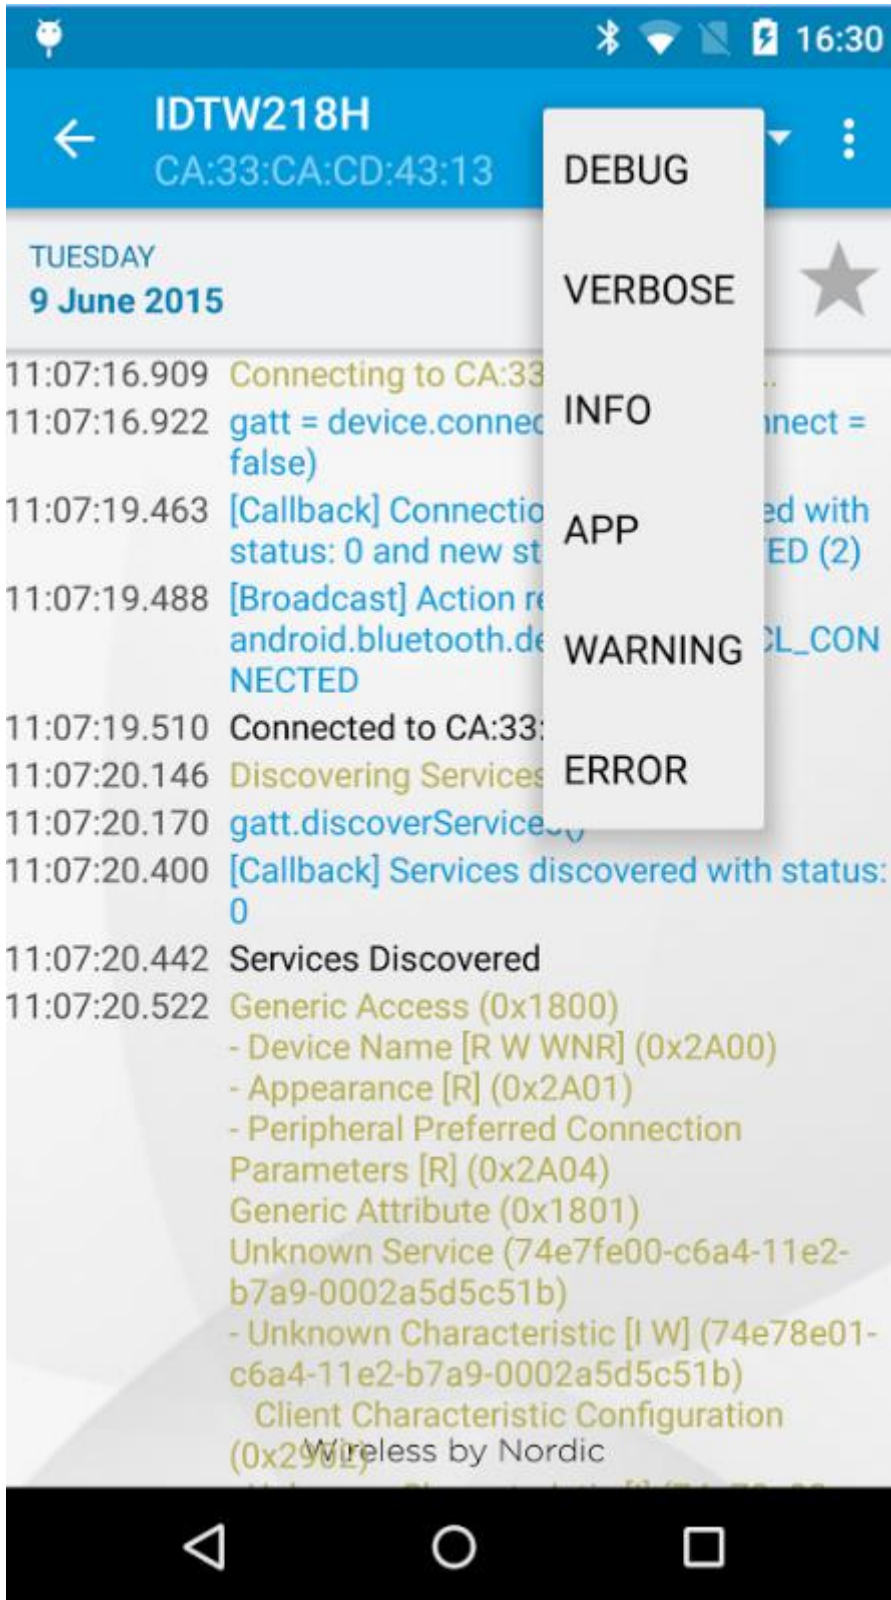 16:30
IDTW218H
CA:33:CA:CD:43:13
DEBUG
VERBOSE
INFO
APP
WARNING
ERROR
TUESDAY
9 June 2015
11:07:16.909 Connecting to CA:33
11:07:16.922 gatt = device.connec nnect =
false)
11:07:19.463 [Callback] Connectio ed with
status: 0 and new st ED (2)
11:07:19.488 [Broadcast] Action re
android.bluetooth.de CL_CON
NECTED
11:07:19.510 Connected to CA:33:
11:07:20.146 Discovering Services
11:07:20.170 gatt.discoverServices()
11:07:20.400 [Callback] Services discovered with status:
0
11:07:20.442 Services Discovered
11:07:20.522 Generic Access (0x1800)
- Device Name [R W WNR] (0x2A00)
- Appearance [R] (0x2A01)
- Peripheral Preferred Connection
Parameters [R] (0x2A04)
Generic Attribute (0x1801)
Unknown Service (74e7fe00-c6a4-11e2-
b7a9-0002a5d5c51b)
- Unknown Characteristic [I W] (74e78e01-
c6a4-11e2-b7a9-0002a5d5c51b)
Client Characteristic Configuration
(0x2902)
Wireless by Nordic